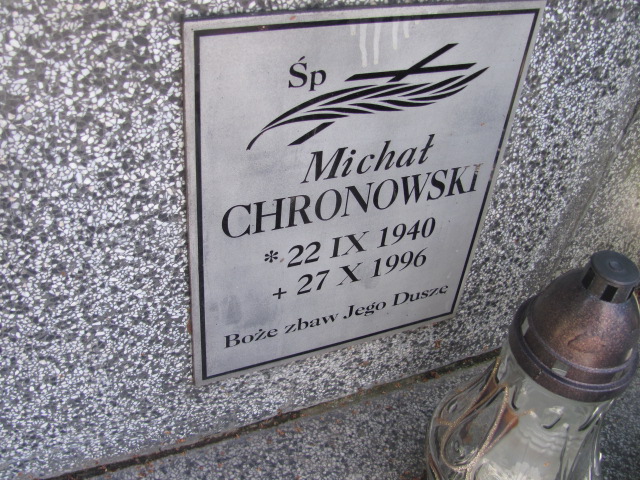 Śp
Michał
CHRONOWSKI
* 22 IX 1940
+ 27 X 1996
Boże zbaw Jego Duszę